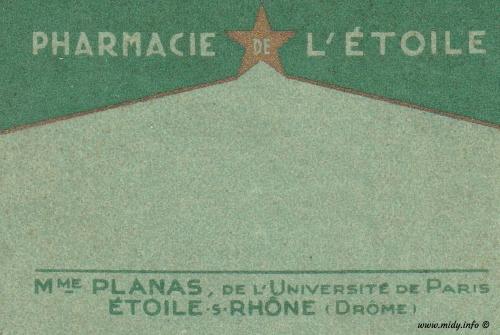 PHARMACIE DE L'ÉTOILE
MME PLANAS, DE L'UNIVERSITÉ DE PARIS
ÉTOILE-S-RHÔNE (DRÔME)
www.midy.info ©